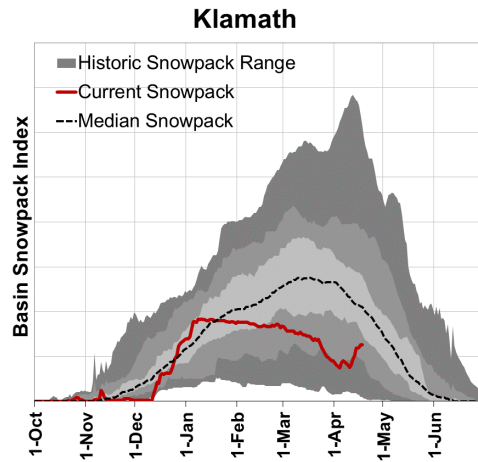 Klamath
Historic Snowpack Range
Current Snowpack
Median Snowpack
Basin Snowpack Index
1-Oct
1-Nov
1-Dec
1-Jan
1-Feb
1-Mar
1-Apr
1-May
1-Jun